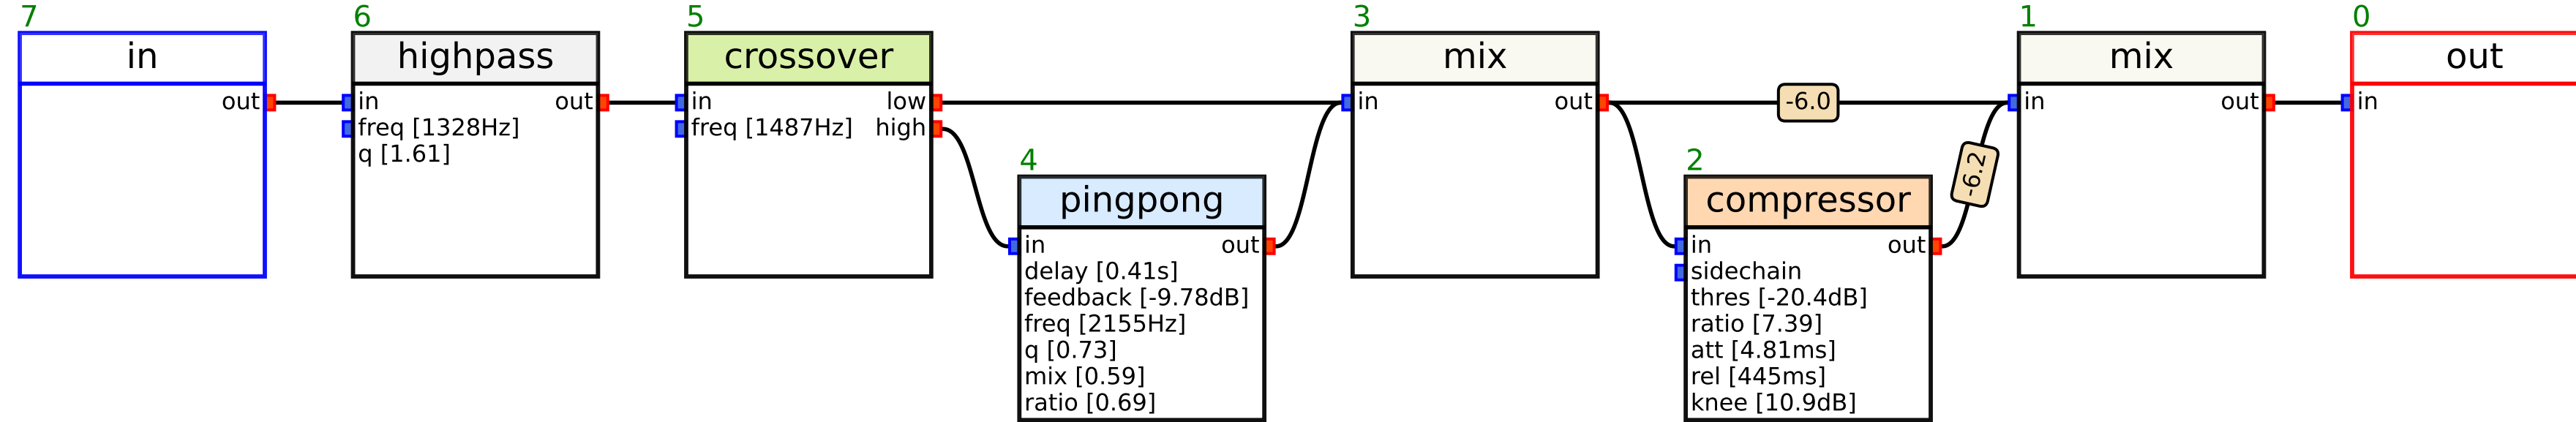 7
in
out
6
highpass
in out
freq [1328Hz]
q [1.61]
5
crossover
in low
freq [1487Hz] high
4
pingpong
in out
delay [0.41s]
feedback [-9.78dB]
freq [2155Hz]
q [0.73]
mix [0.59]
ratio [0.69]
3
mix
in out
-6.0
2
compressor
in out
sidechain
thres [-20.4dB]
ratio [7.39]
att [4.81ms]
rel [445ms]
knee [10.9dB]
-6.2
1
mix
in out
0
out
in